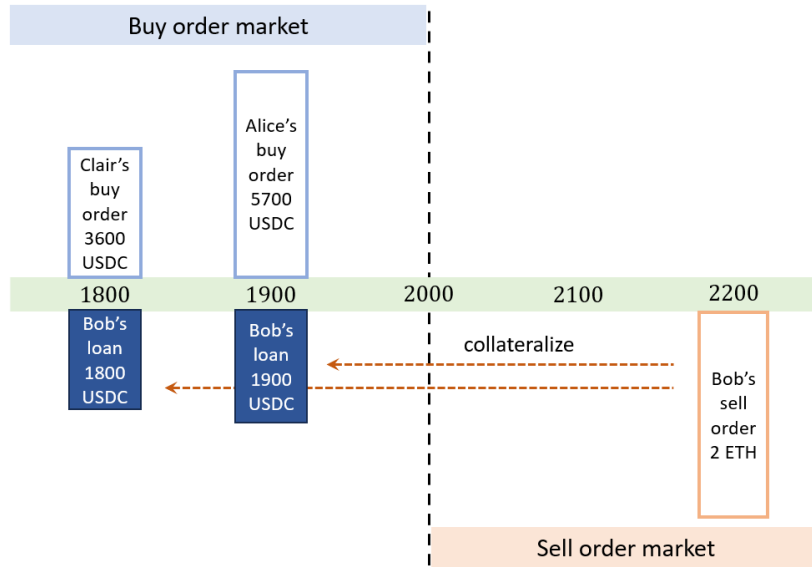 Buy order market
Clair's
buy
order
3600
USDC
Alice's
buy
order
5700
USDC
1800
1900
2000
2100
2200
Bob's
loan
1800
USDC
Bob's
loan
1900
USDC
collateralize
Bob's
sell
order
2 ETH
Sell order market